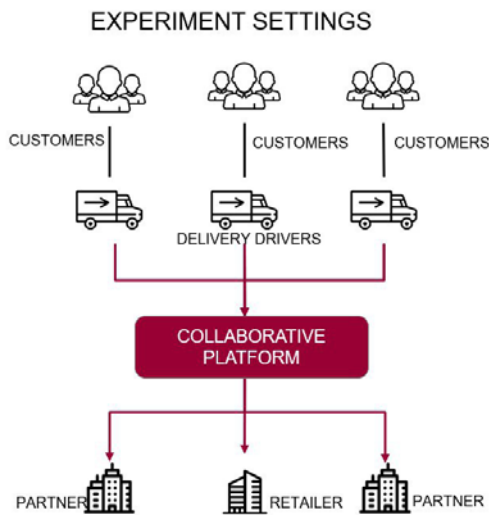 EXPERIMENT SETTINGS
CUSTOMERS
CUSTOMERS
CUSTOMERS
DELIVERY DRIVERS
COLLABORATIVE
PLATFORM
PARTNER
RETAILER
PARTNER